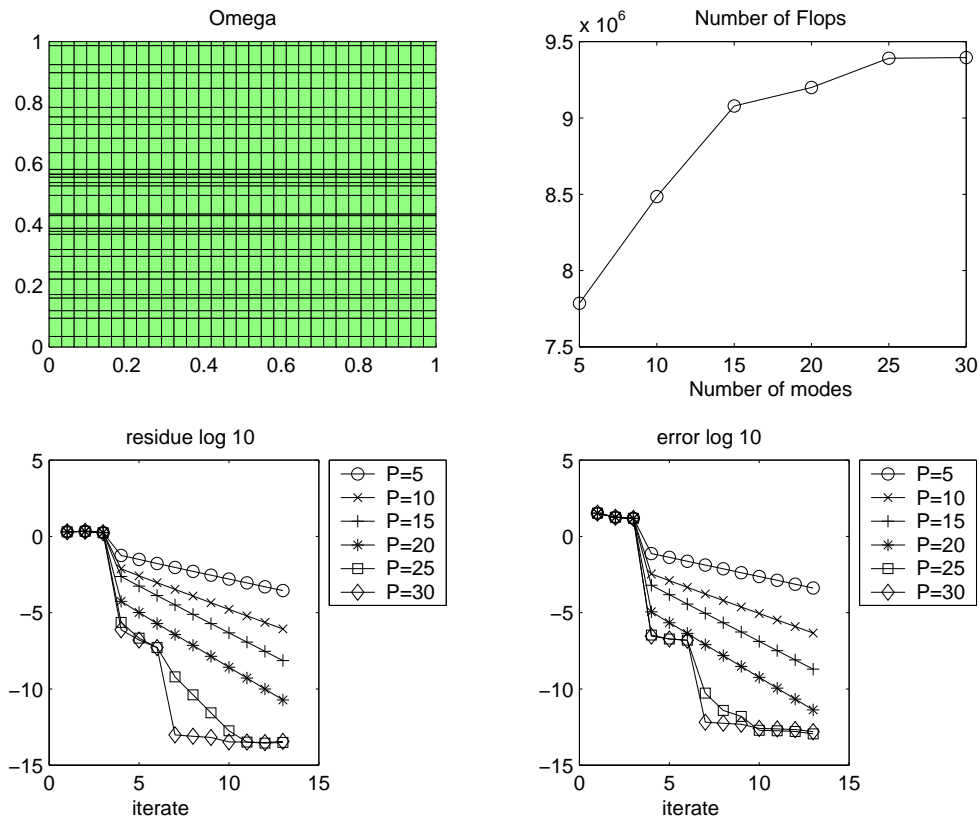 Omega
1
0.8
0.6
0.4
0.2
0
0 0.2 0.4 0.6 0.8 1
Number of Flops
x 10^6
9.5
9
8.5
8
7.5
5 10 15 20 25 30
Number of modes
residue log 10
5
0
−5
−10
−15
0 5 10 15
iterate
P=5
P=10
P=15
P=20
P=25
P=30
error log 10
5
0
−5
−10
−15
0 5 10 15
iterate
P=5
P=10
P=15
P=20
P=25
P=30